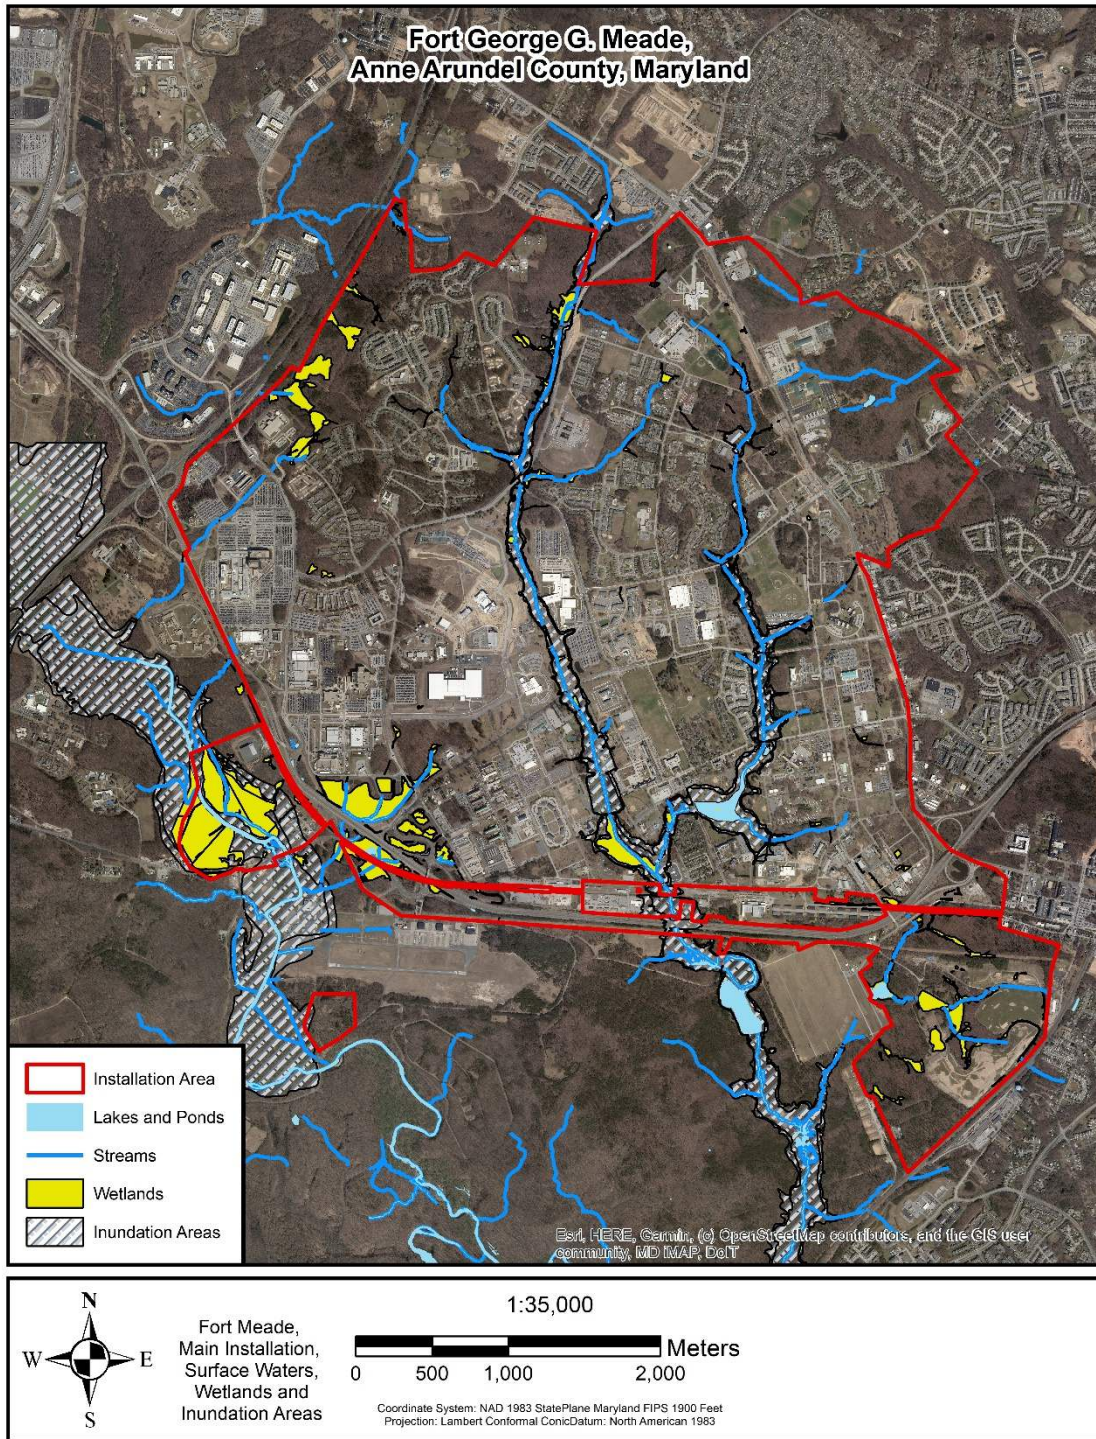 Fort George G. Meade,
Anne Arundel County, Maryland
Installation Area
Lakes and Ponds
Streams
Wetlands
Inundation Areas
Esri, HERE, Garmin, (c) OpenStreetMap contributors, and the GIS user
community, MD iMAP, DoIT
N
W
E
S
Fort Meade,
Main Installation,
Surface Waters,
Wetlands and
Inundation Areas
1:35,000
Meters
0 500 1,000 2,000
Coordinate System: NAD 1983 StatePlane Maryland FIPS 1900 Feet
Projection: Lambert Conformal ConicDatum: North American 1983